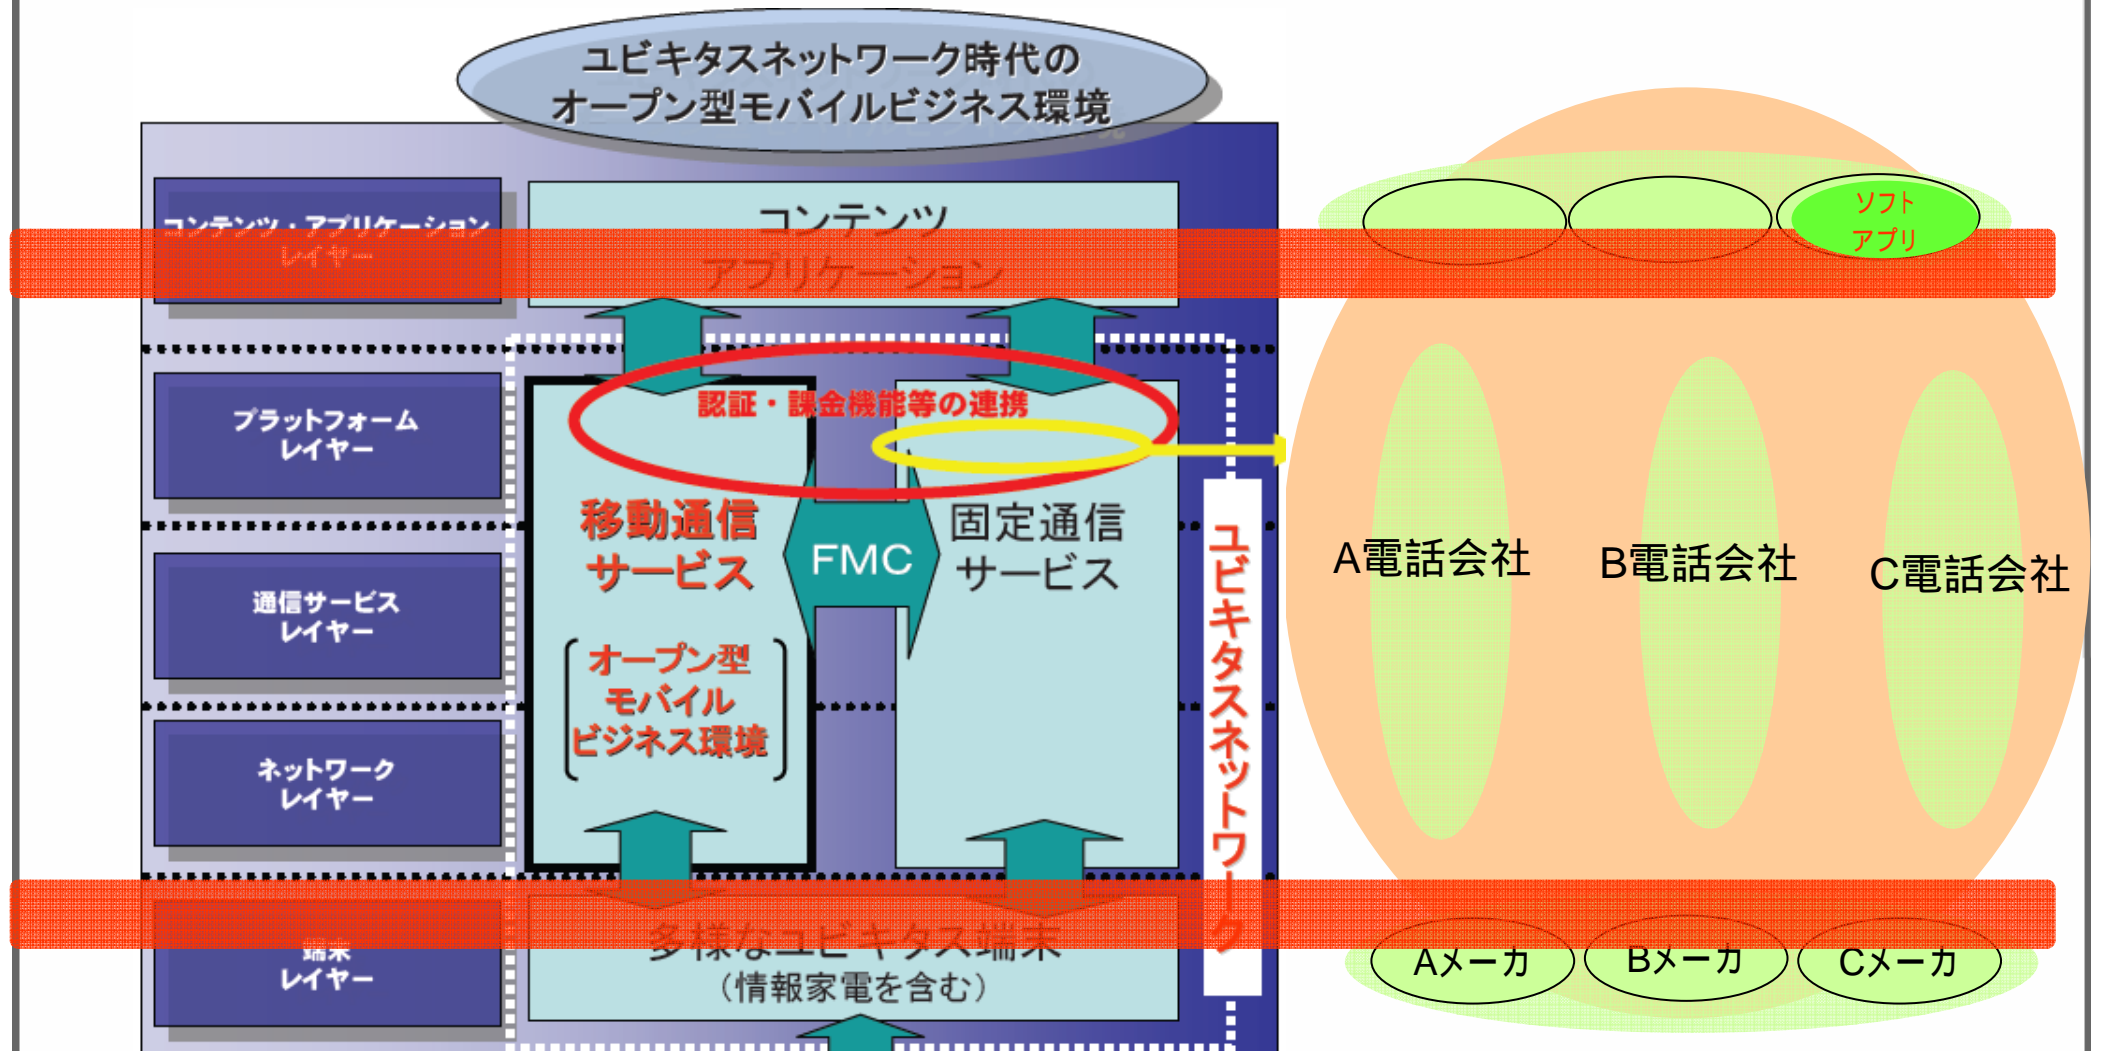 ユビキタスネットワーク時代の
オープン型モバイルビジネス環境
コンテンツ・アプリケーション
レイヤー
コンテンツ
アプリケーション
プラットフォーム
レイヤー
認証・課金機能等の連携
通信サービス
レイヤー
移動通信
サービス
FMC
固定通信
サービス
オープン型
モバイル
ビジネス環境
ネットワーク
レイヤー
端末
レイヤー
多様なユビキタス端末
（情報家電を含む）
ユビキタスネットワーク
ソフト
アプリ
A電話会社
B電話会社
C電話会社
Aメーカ
Bメーカ
Cメーカ